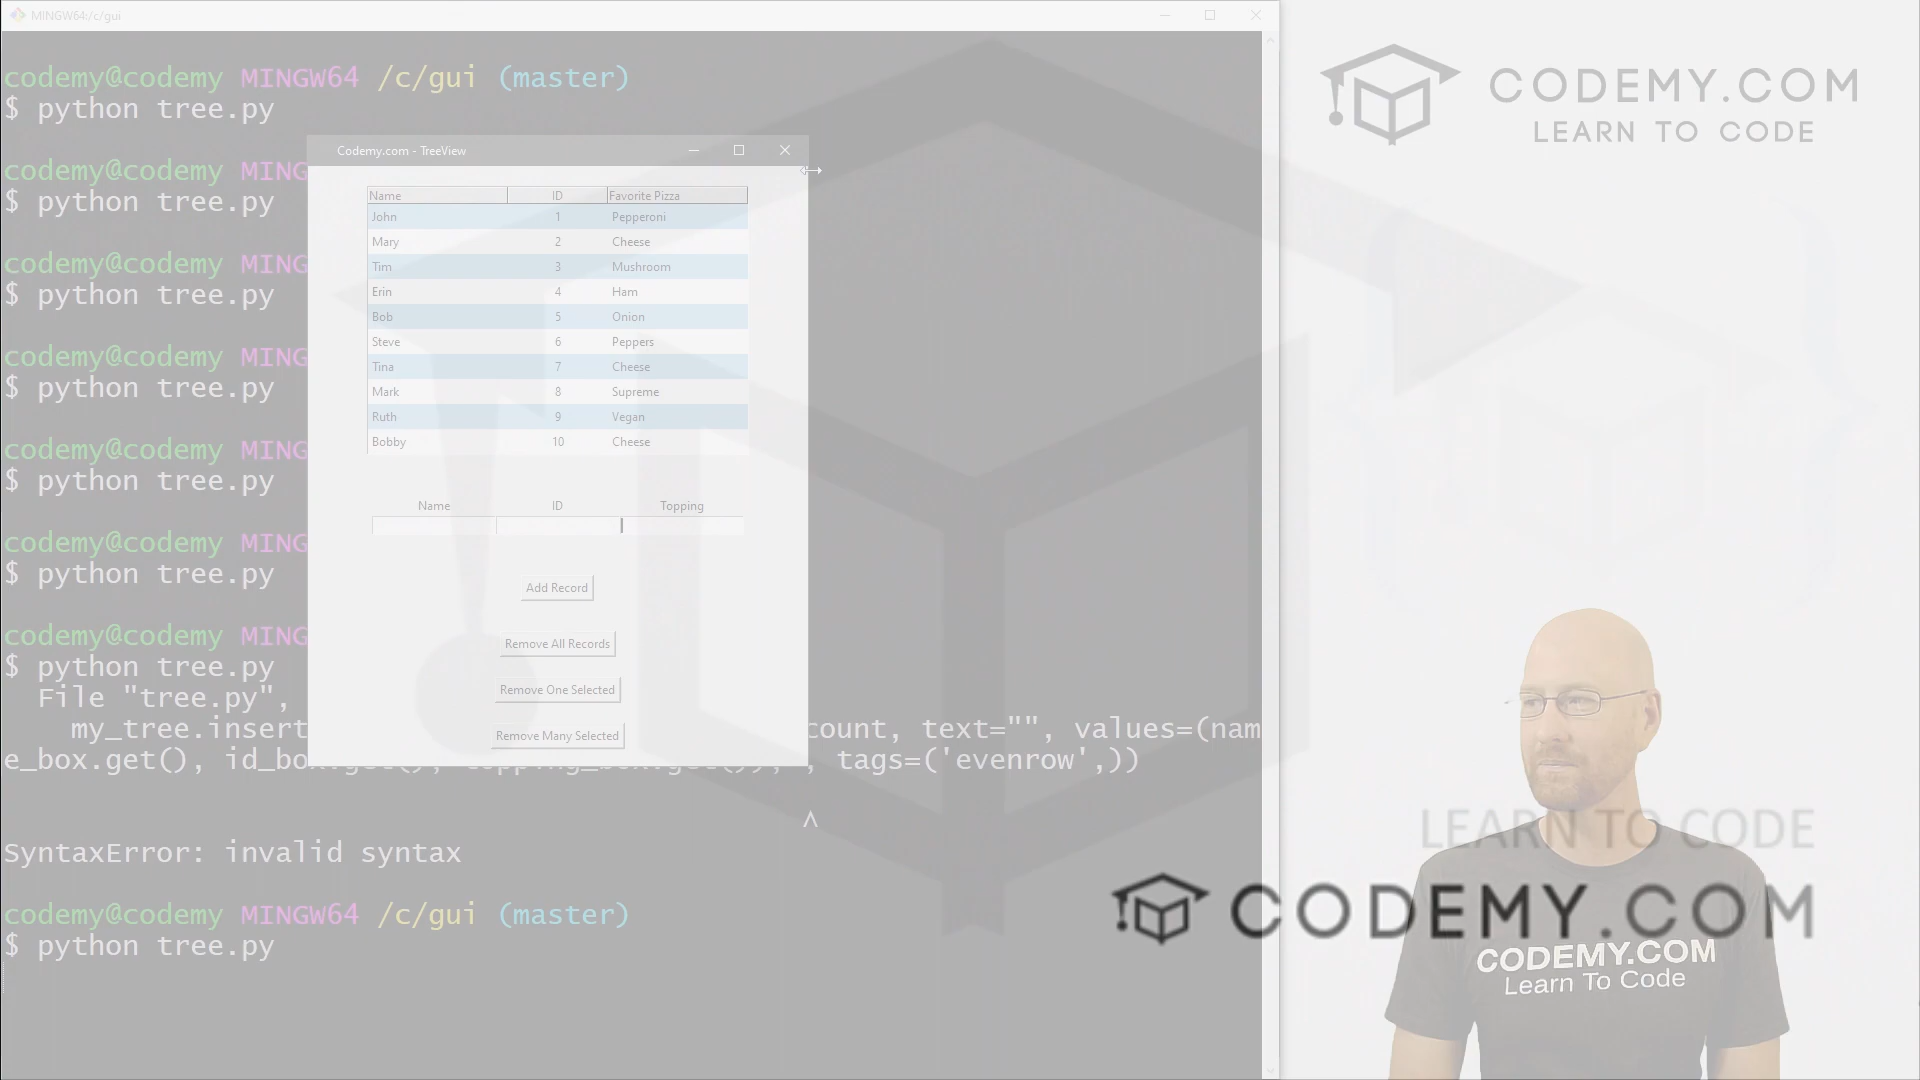 MINGW64:/c/gui
codemy@codemy MINGW64 /c/gui (master)
$ python tree.py
codemy@codemy MING
$ python tree.py
codemy@codemy MING
$ python tree.py
codemy@codemy MING
$ python tree.py
codemy@codemy MING
$ python tree.py
codemy@codemy MING
$ python tree.py
codemy@codemy MING
$ python tree.py
File "tree.py",
my_tree.insert count, text="", values=(nam
e_box.get(), id_box.get(), topping_box.get()), , tags=('evenrow',))
^
SyntaxError: invalid syntax
codemy@codemy MINGW64 /c/gui (master)
$ python tree.py
Codemy.com - TreeView
Name ID Favorite Pizza
John 1 Pepperoni
Mary 2 Cheese
Tim 3 Mushroom
Erin 4 Ham
Bob 5 Onion
Steve 6 Peppers
Tina 7 Cheese
Mark 8 Supreme
Ruth 9 Vegan
Bobby 10 Cheese
Name ID Topping
Add Record
Remove All Records
Remove One Selected
Remove Many Selected
CODEMY.COM
LEARN TO CODE
LEARN TO CODE
CODEMY.COM
CODEMY.COM
Learn To Code